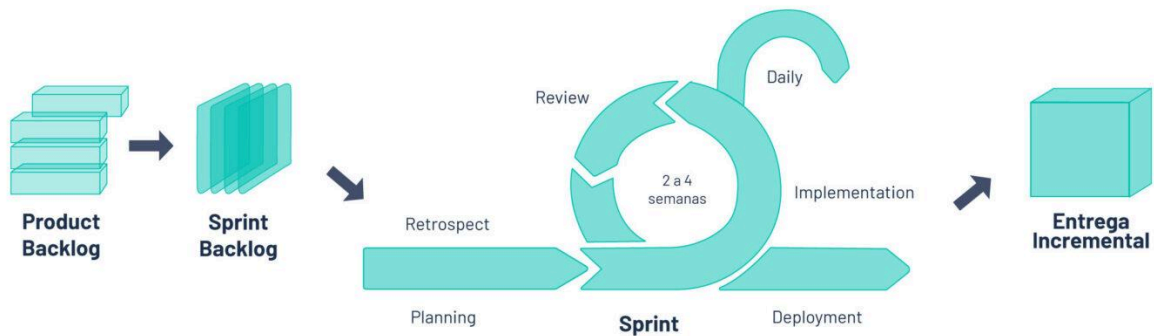 Product
Backlog
Sprint
Backlog
Retrospect
Planning
Review
2 a 4
semanas
Daily
Implementation
Sprint
Deployment
Entrega
Incremental